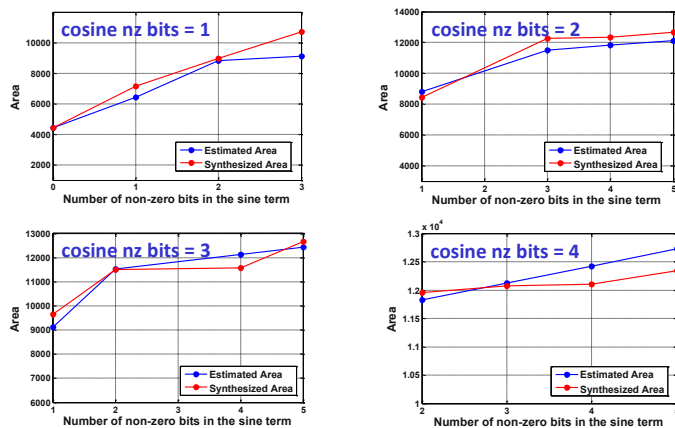 cosine nz bits = 1
10000
8000
6000
4000
2000
Area
Estimated Area
Synthesized Area
0
1
2
3
Number of non-zero bits in the sine term
cosine nz bits = 2
14000
12000
10000
8000
6000
4000
Area
Estimated Area
Synthesized Area
1
2
3
4
5
Number of non-zero bits in the sine term
cosine nz bits = 3
13000
12000
11000
10000
9000
8000
7000
6000
Area
Estimated Area
Synthesized Area
1
2
3
4
5
Number of non-zero bits in the sine term
x 10^4
cosine nz bits = 4
1.3
1.25
1.2
1.15
1.1
1.05
1
Area
Estimated Area
Synthesized Area
2
3
4
5
Number of non-zero bits in the sine term